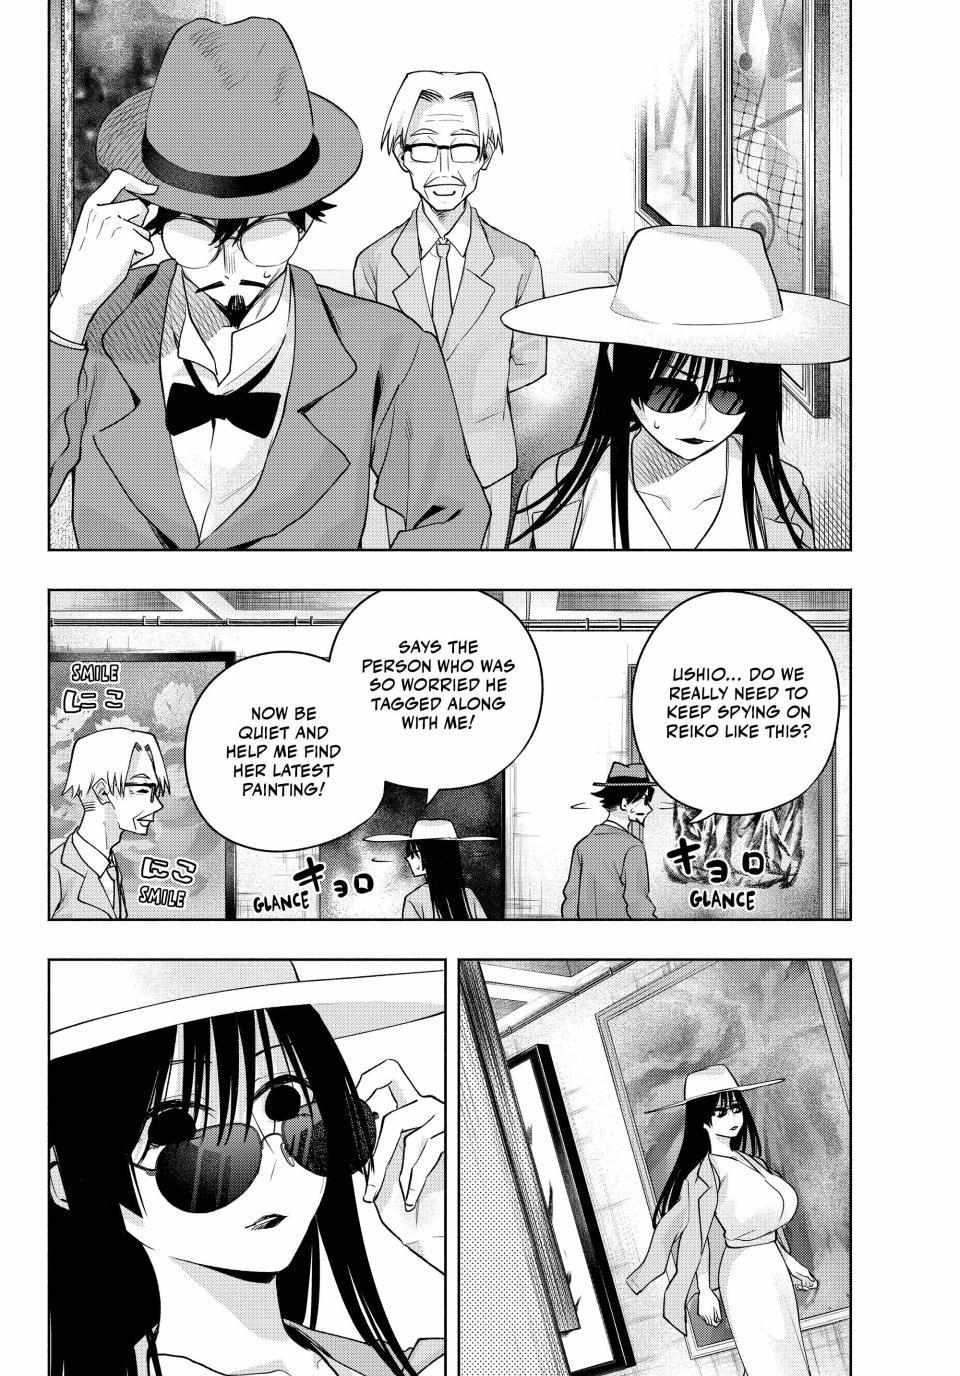 USHIO... DO WE
REALLY NEED TO
KEEP SPYING ON
REIKO LIKE THIS?
キョロ
GLANCE
SAYS THE
PERSON WHO WAS
SO WORRIED HE
TAGGED ALONG
WITH ME!
NOW BE
QUIET AND
HELP ME FIND
HER LATEST
PAINTING!
キョロ
GLANCE
SMILE
にこ
にこ
SMILE